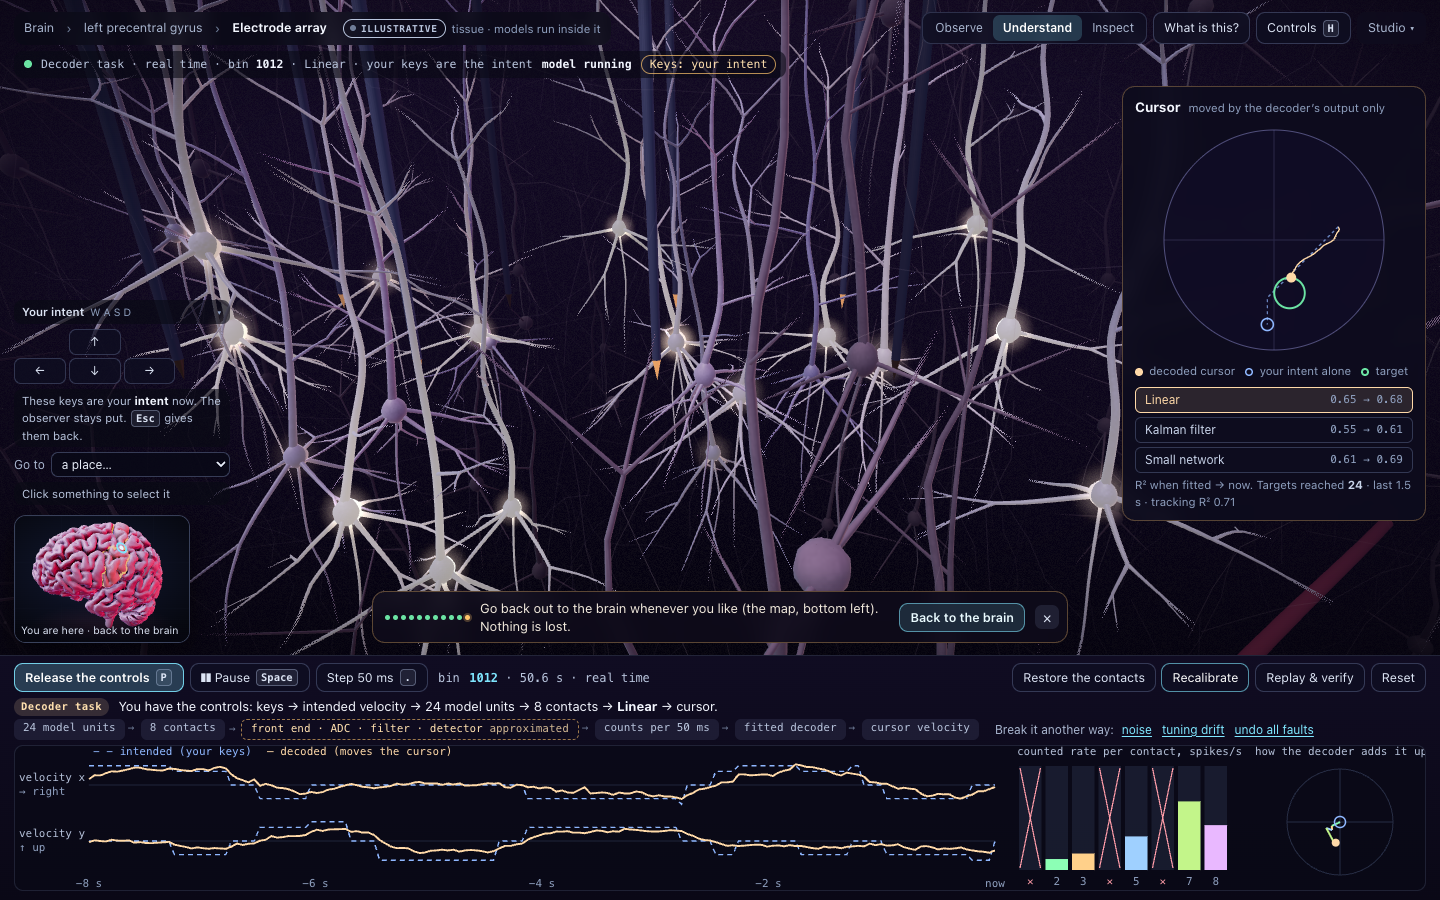 Brain › left precentral gyrus › Electrode array ILLUSTRATIVE tissue · models run inside it
Observe Understand Inspect What is this? Controls H Studio
Decoder task · real time · bin 1012 · Linear · your keys are the intent model running Keys: your intent
Cursor moved by the decoder's output only
Your intent W A S D
↑
← ↓ →
These keys are your intent now. The
observer stays put. Esc gives
them back.
Go to a place...
Click something to select it
You are here · back to the brain
decoded cursor your intent alone target
Linear 0.65 → 0.68
Kalman filter 0.55 → 0.61
Small network 0.61 → 0.69
R² when fitted → now. Targets reached 24 · last 1.5
s · tracking R² 0.71
Go back out to the brain whenever you like (the map, bottom left).
Nothing is lost.
Back to the brain ×
Release the controls P Pause Space Step 50 ms . bin 1012 · 50.6 s · real time
Restore the contacts Recalibrate Replay & verify Reset
Decoder task You have the controls: keys → intended velocity → 24 model units → 8 contacts → Linear → cursor.
24 model units → 8 contacts → front end · ADC · filter · detector approximated → counts per 50 ms → fitted decoder → cursor velocity Break it another way: noise tuning drift undo all faults
– – intended (your keys) — decoded (moves the cursor)
counted rate per contact, spikes/s how the decoder adds it up
velocity x
→ right
velocity y
↑ up
−8 s −6 s −4 s −2 s now
× 2 3 × 5 × 7 8